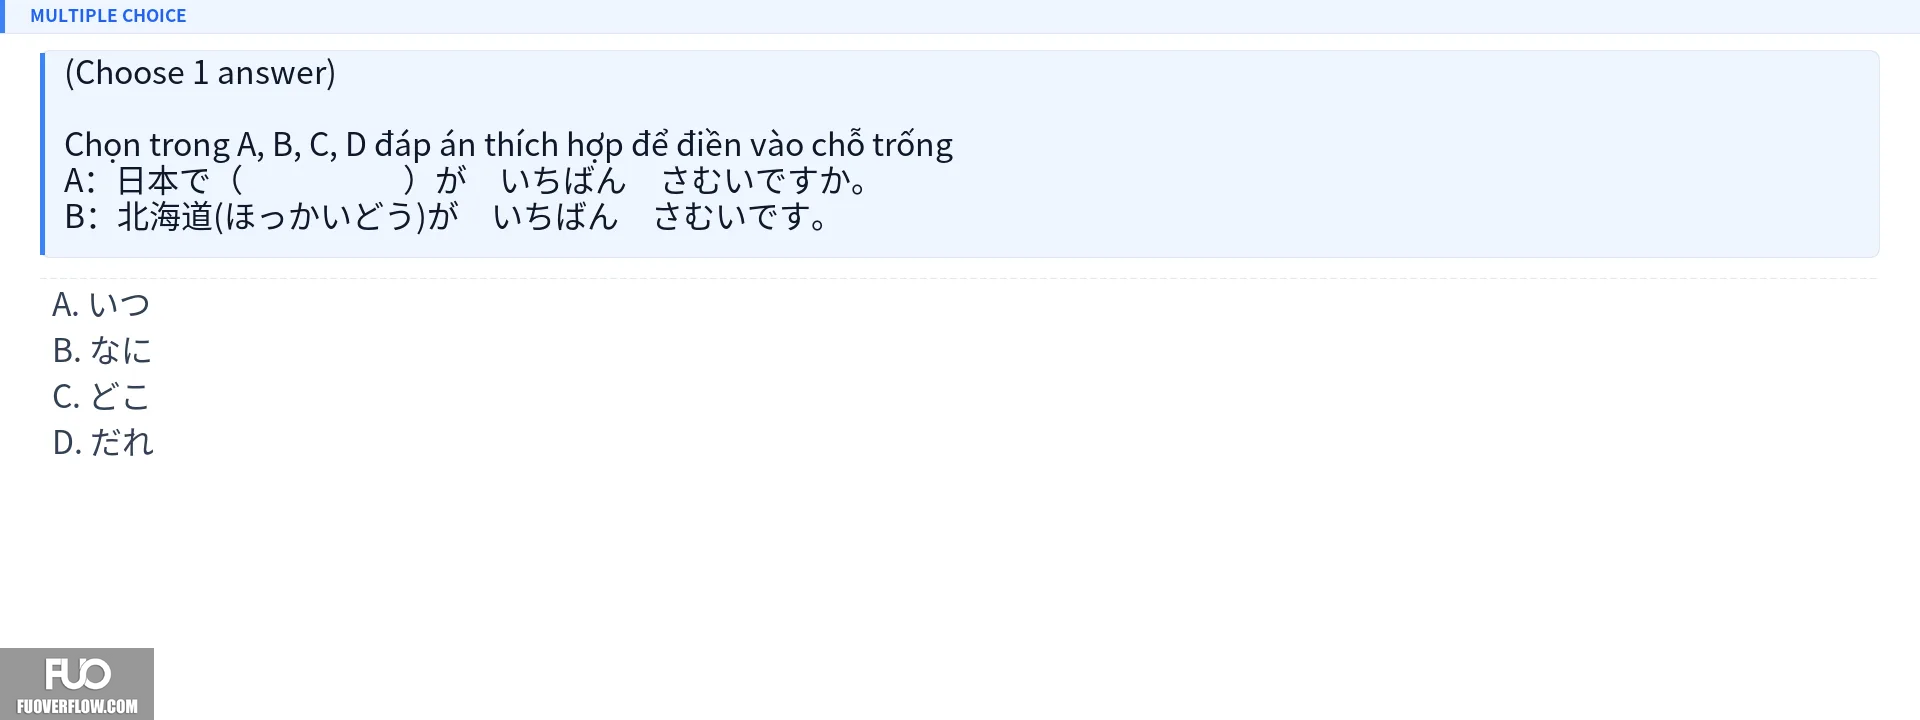 MULTIPLE CHOICE
(Choose 1 answer)
Chọn trong A, B, C, D đáp án thích hợp để điền vào chỗ trống
A：日本で（　　　　　）が　いちばん　さむいですか。
B：北海道(ほっかいどう)が　いちばん　さむいです。
A. いつ
B. なに
C. どこ
D. だれ
FUO
FUOVERFLOW.COM